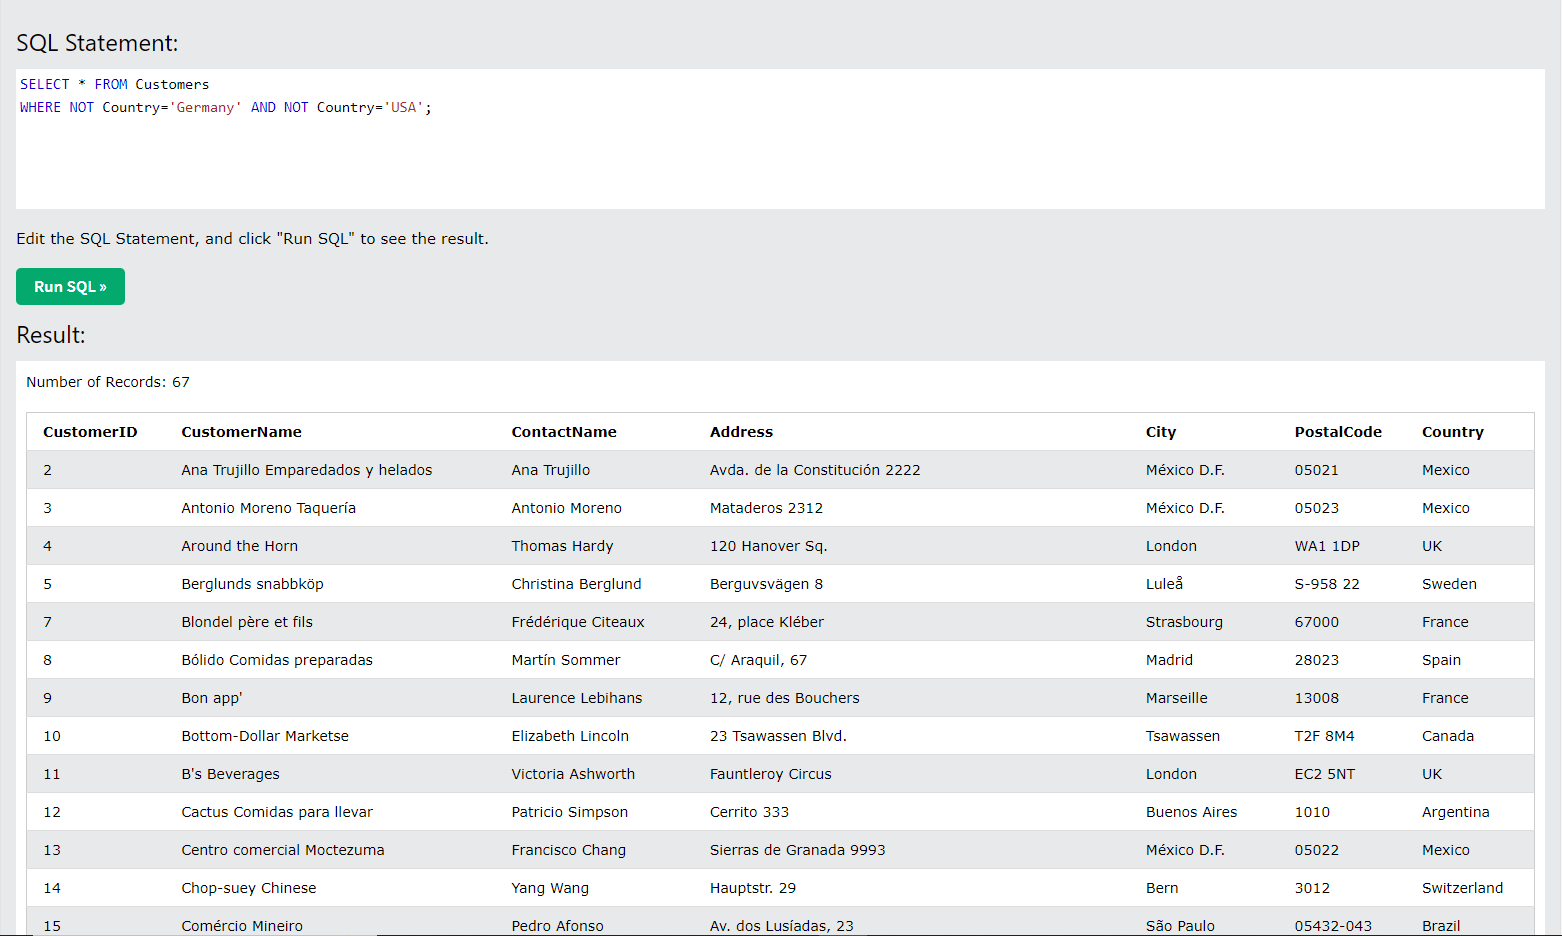 SQL Statement:
SELECT * FROM Customers
WHERE NOT Country='Germany' AND NOT Country='USA';
Edit the SQL Statement, and click "Run SQL" to see the result.
Run SQL »
Result:
Number of Records: 67
CustomerID CustomerName ContactName Address City PostalCode Country
2 Ana Trujillo Emparedados y helados Ana Trujillo Avda. de la Constitución 2222 México D.F. 05021 Mexico
3 Antonio Moreno Taquería Antonio Moreno Mataderos 2312 México D.F. 05023 Mexico
4 Around the Horn Thomas Hardy 120 Hanover Sq. London WA1 1DP UK
5 Berglunds snabbköp Christina Berglund Berguvsvägen 8 Luleå S-958 22 Sweden
7 Blondel père et fils Frédérique Citeaux 24, place Kléber Strasbourg 67000 France
8 Bólido Comidas preparadas Martín Sommer C/ Araquil, 67 Madrid 28023 Spain
9 Bon app' Laurence Lebihans 12, rue des Bouchers Marseille 13008 France
10 Bottom-Dollar Marketse Elizabeth Lincoln 23 Tsawassen Blvd. Tsawassen T2F 8M4 Canada
11 B's Beverages Victoria Ashworth Fauntleroy Circus London EC2 5NT UK
12 Cactus Comidas para llevar Patricio Simpson Cerrito 333 Buenos Aires 1010 Argentina
13 Centro comercial Moctezuma Francisco Chang Sierras de Granada 9993 México D.F. 05022 Mexico
14 Chop-suey Chinese Yang Wang Hauptstr. 29 Bern 3012 Switzerland
15 Comércio Mineiro Pedro Afonso Av. dos Lusíadas, 23 São Paulo 05432-043 Brazil